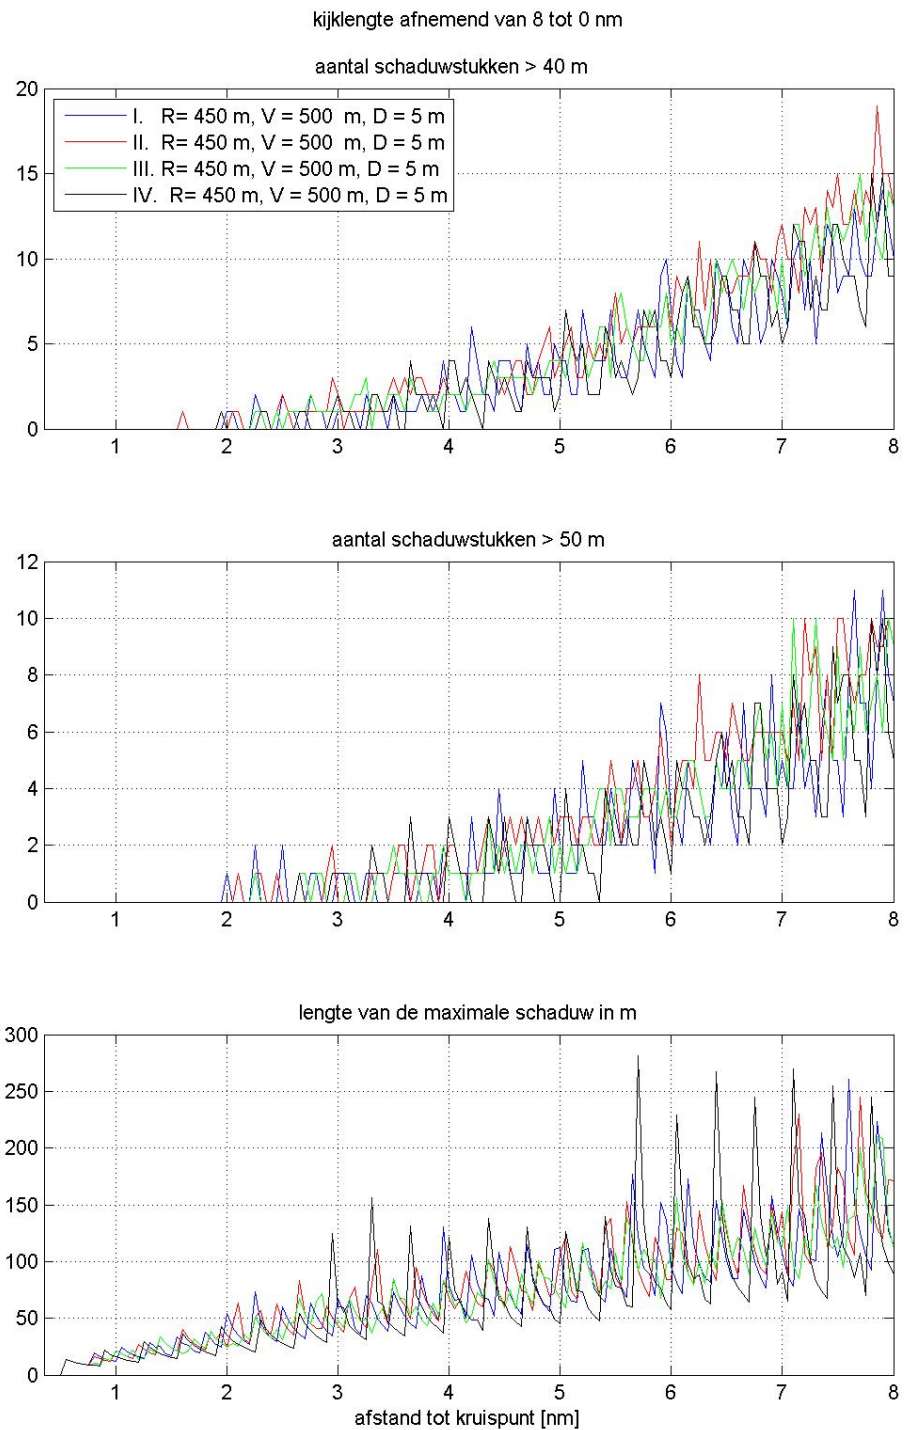 kijklengte afnemend van 8 tot 0 nm
aantal schaduwstukken > 40 m
20
15
10
5
0
I. R= 450 m, V = 500 m, D = 5 m
II. R= 450 m, V = 500 m, D = 5 m
III. R= 450 m, V = 500 m, D = 5 m
IV. R= 450 m, V = 500 m, D = 5 m
1 2 3 4 5 6 7 8
aantal schaduwstukken > 50 m
12
10
8
6
4
2
0
1 2 3 4 5 6 7 8
lengte van de maximale schaduw in m
300
250
200
150
100
50
0
1 2 3 4 5 6 7 8
afstand tot kruispunt [nm]